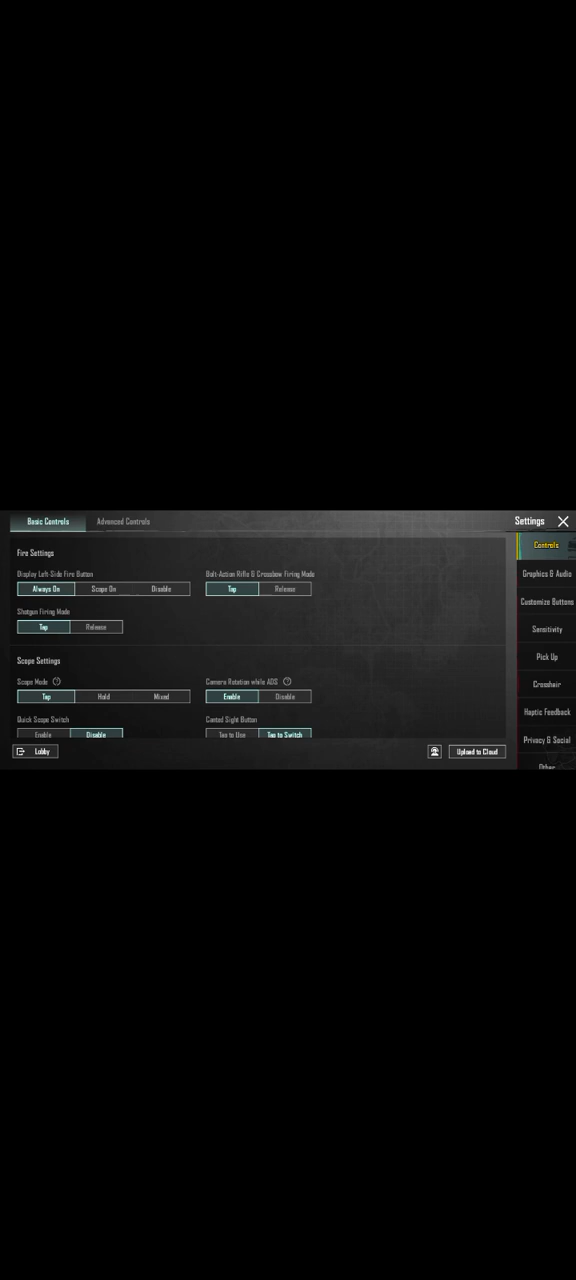 Basic Controls Advanced Controls Settings
Fire Settings
Controls
Display Left-Side Fire Button Bolt-Action Rifle & Crossbow Firing Mode
Graphics & Audio
Always On Scope On Disable Tap Release
Customize Buttons
Shotgun Firing Mode
Tap Release
Sensitivity
Pick Up
Scope Settings
Scope Mode Camera Rotation while ADS
Crosshair
Tap Hold Mixed Enable Disable
Haptic Feedback
Quick Scope Switch Canted Sight Button
Enable Disable Tap to Use Tap to Switch
Privacy & Social
Lobby Upload to Cloud
Other